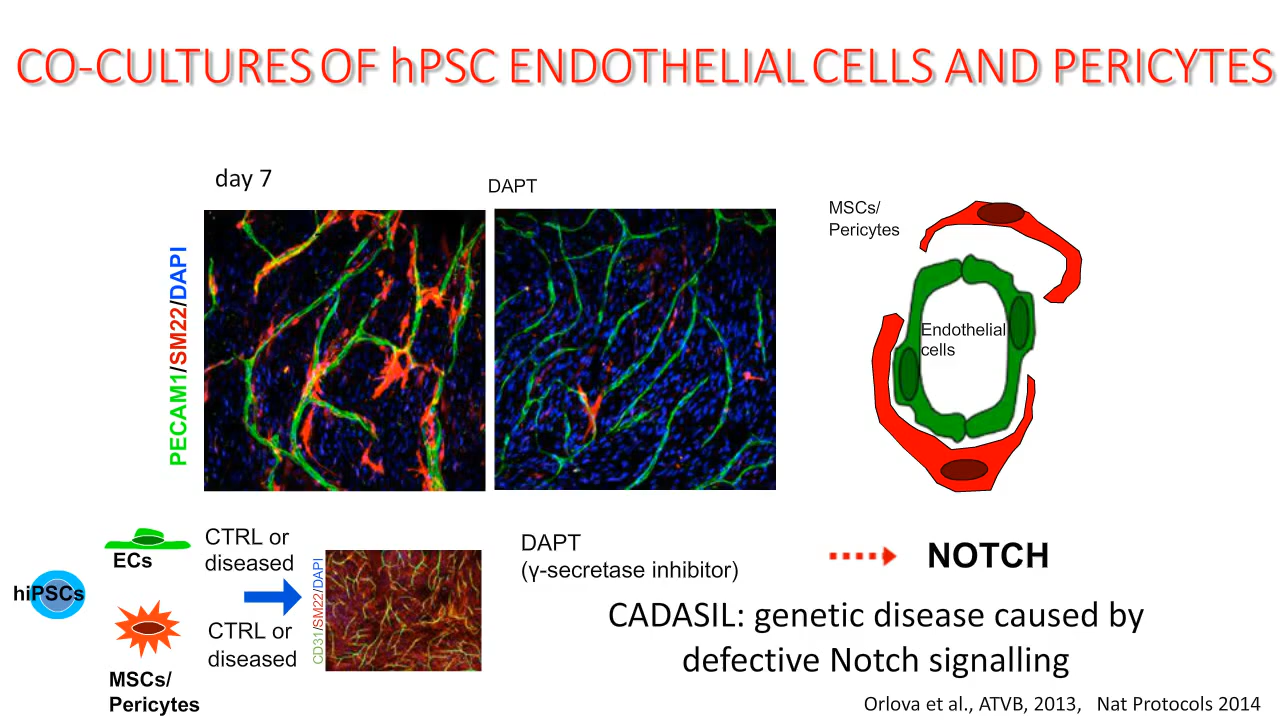 CO-CULTURES OF hPSC ENDOTHELIAL CELLS AND PERICYTES
day 7
DAPT
PECAM1/SM22/DAPI
MSCs/
Pericytes
Endothelial
cells
hiPSCs
ECs
MSCs/
Pericytes
CTRL or
diseased
CTRL or
diseased
CD31/SM22/DAPI
DAPT
(γ-secretase inhibitor)
NOTCH
CADASIL: genetic disease caused by
defective Notch signalling
Orlova et al., ATVB, 2013, Nat Protocols 2014